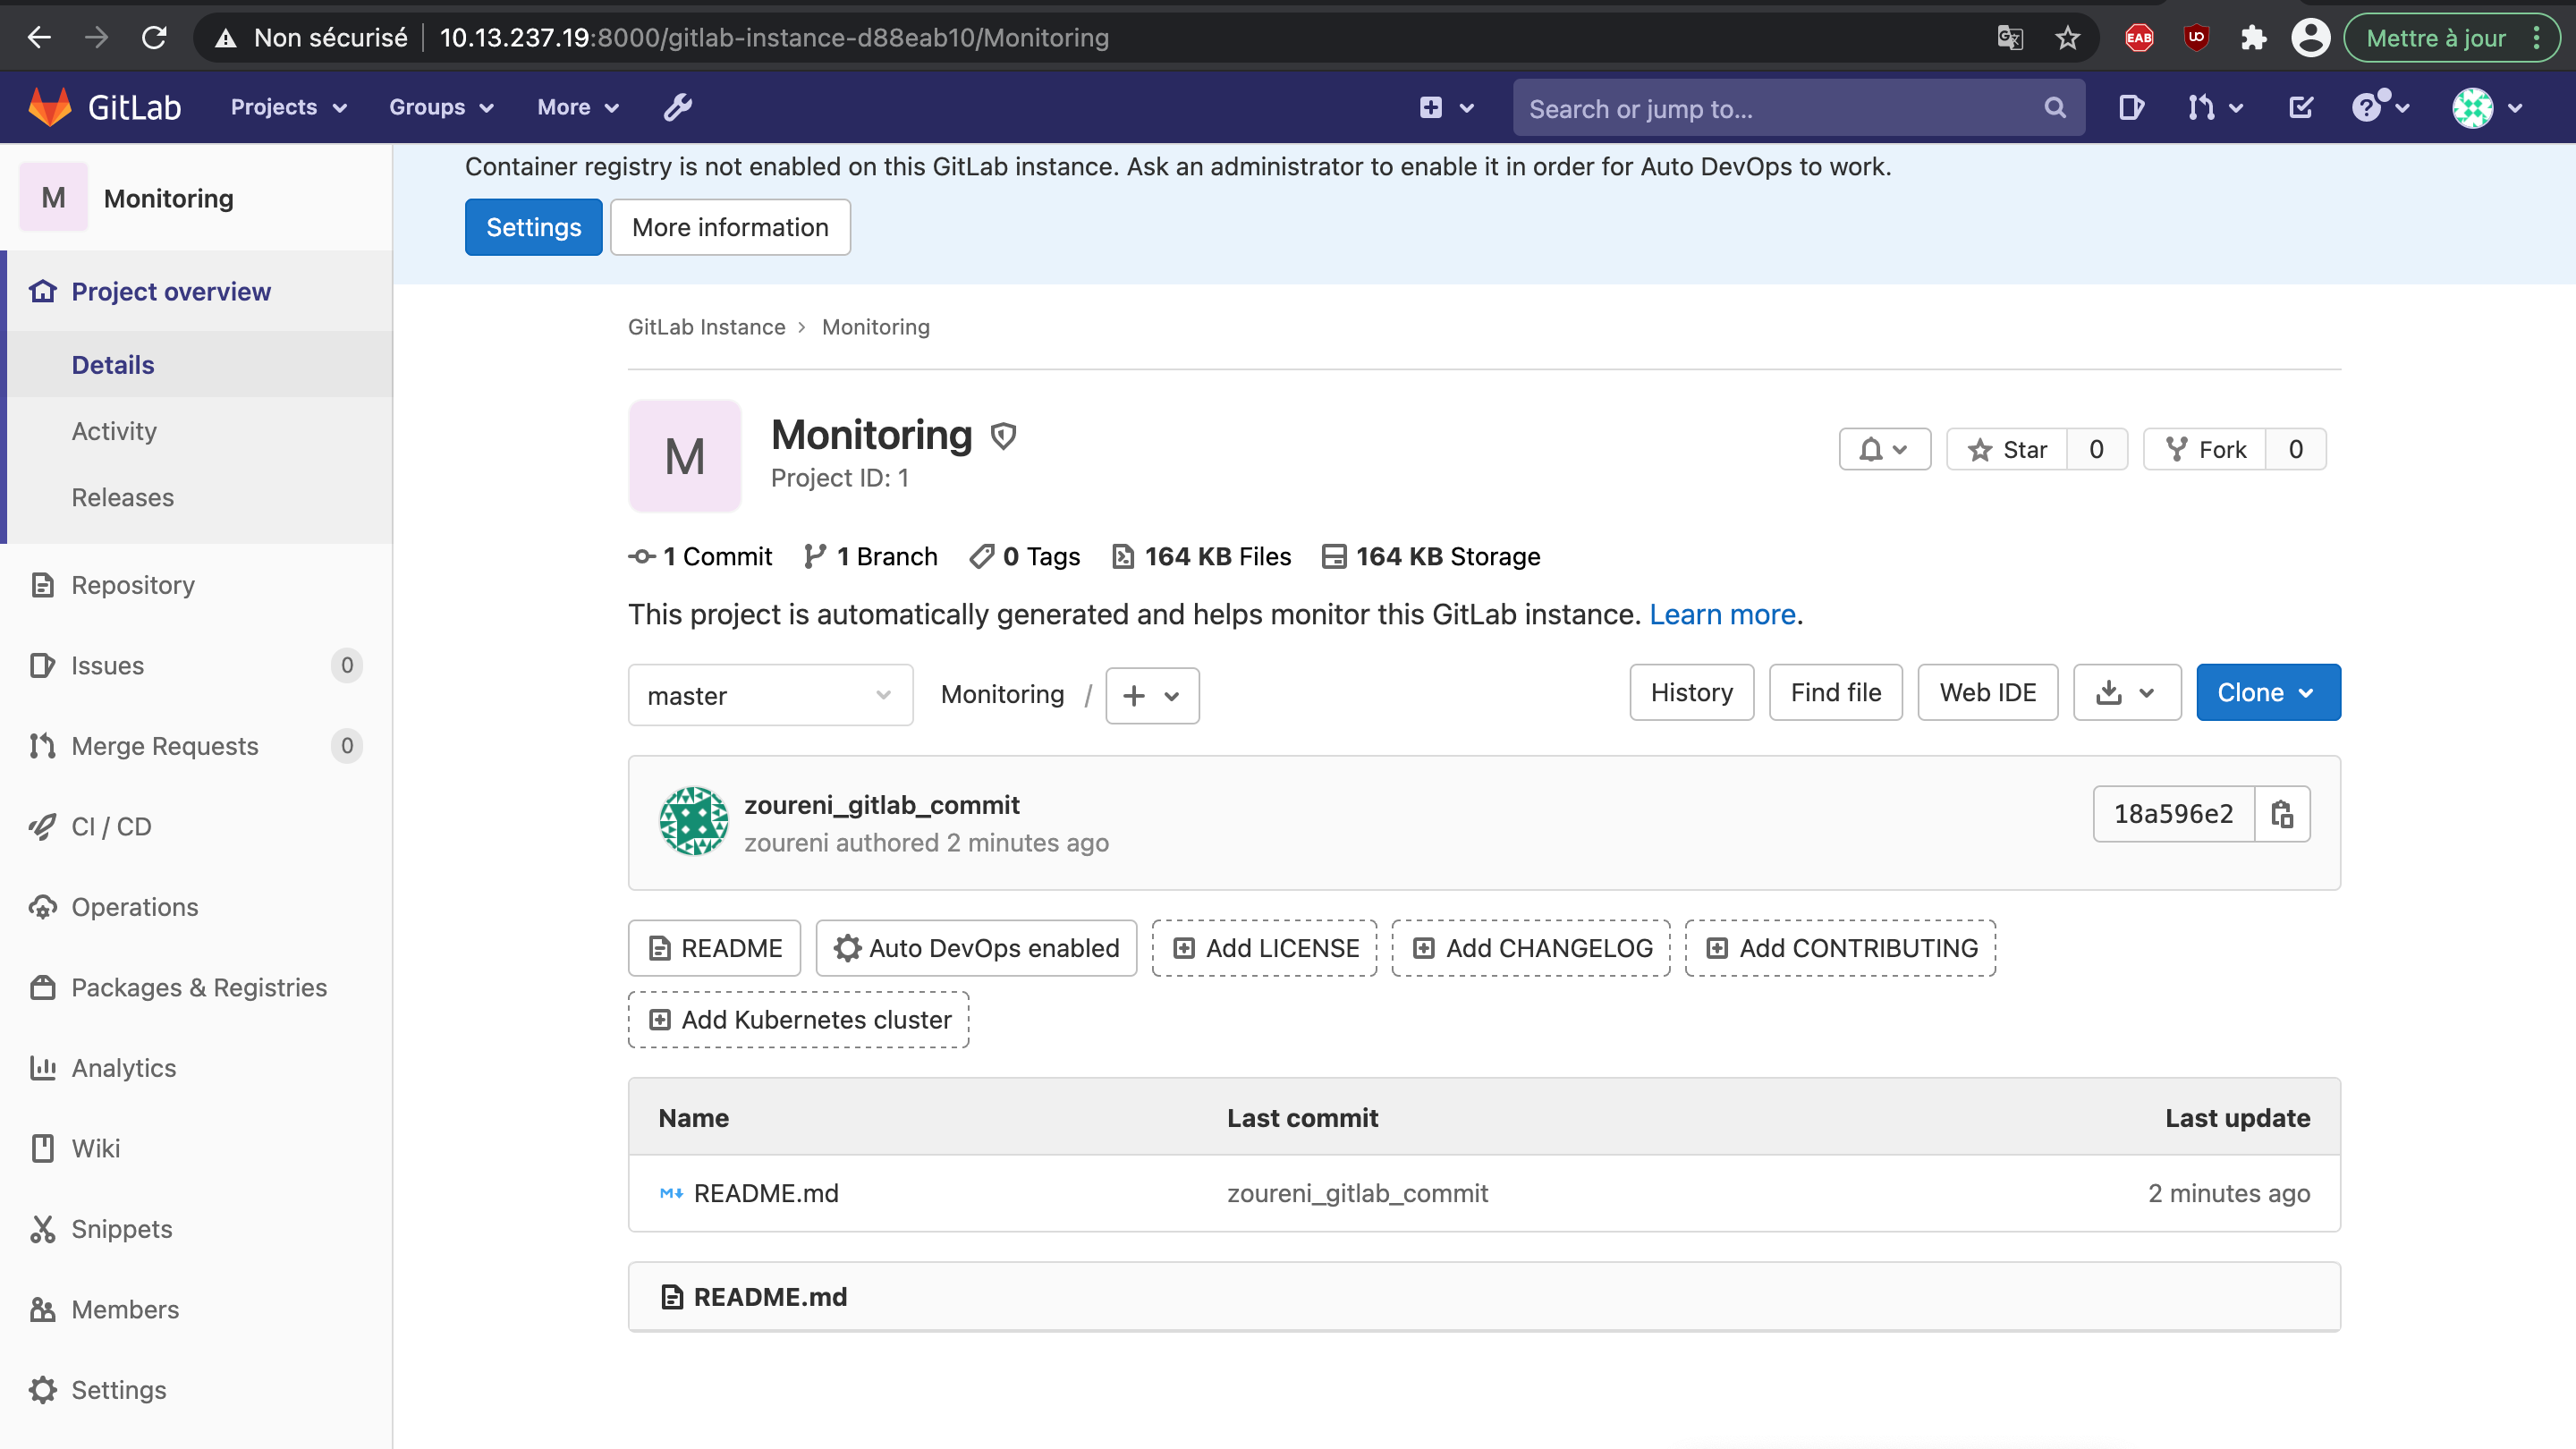 Non sécurisé 10.13.237.19:8000/gitlab-instance-d88eab10/Monitoring EAB Mettre à jour
GitLab Projects Groups More Search or jump to... ?
M Monitoring
Project overview
Details
Activity
Releases
Repository
Issues 0
Merge Requests 0
CI / CD
Operations
Packages & Registries
Analytics
Wiki
Snippets
Members
Settings
Container registry is not enabled on this GitLab instance. Ask an administrator to enable it in order for Auto DevOps to work.
Settings More information
GitLab Instance > Monitoring
M Monitoring
Project ID: 1
Star 0 Fork 0
1 Commit 1 Branch 0 Tags 164 KB Files 164 KB Storage
This project is automatically generated and helps monitor this GitLab instance. Learn more.
master Monitoring / + History Find file Web IDE Clone
zoureni_gitlab_commit
zoureni authored 2 minutes ago
18a596e2
README Auto DevOps enabled Add LICENSE Add CHANGELOG Add CONTRIBUTING
Add Kubernetes cluster
Name Last commit Last update
README.md zoureni_gitlab_commit 2 minutes ago
README.md